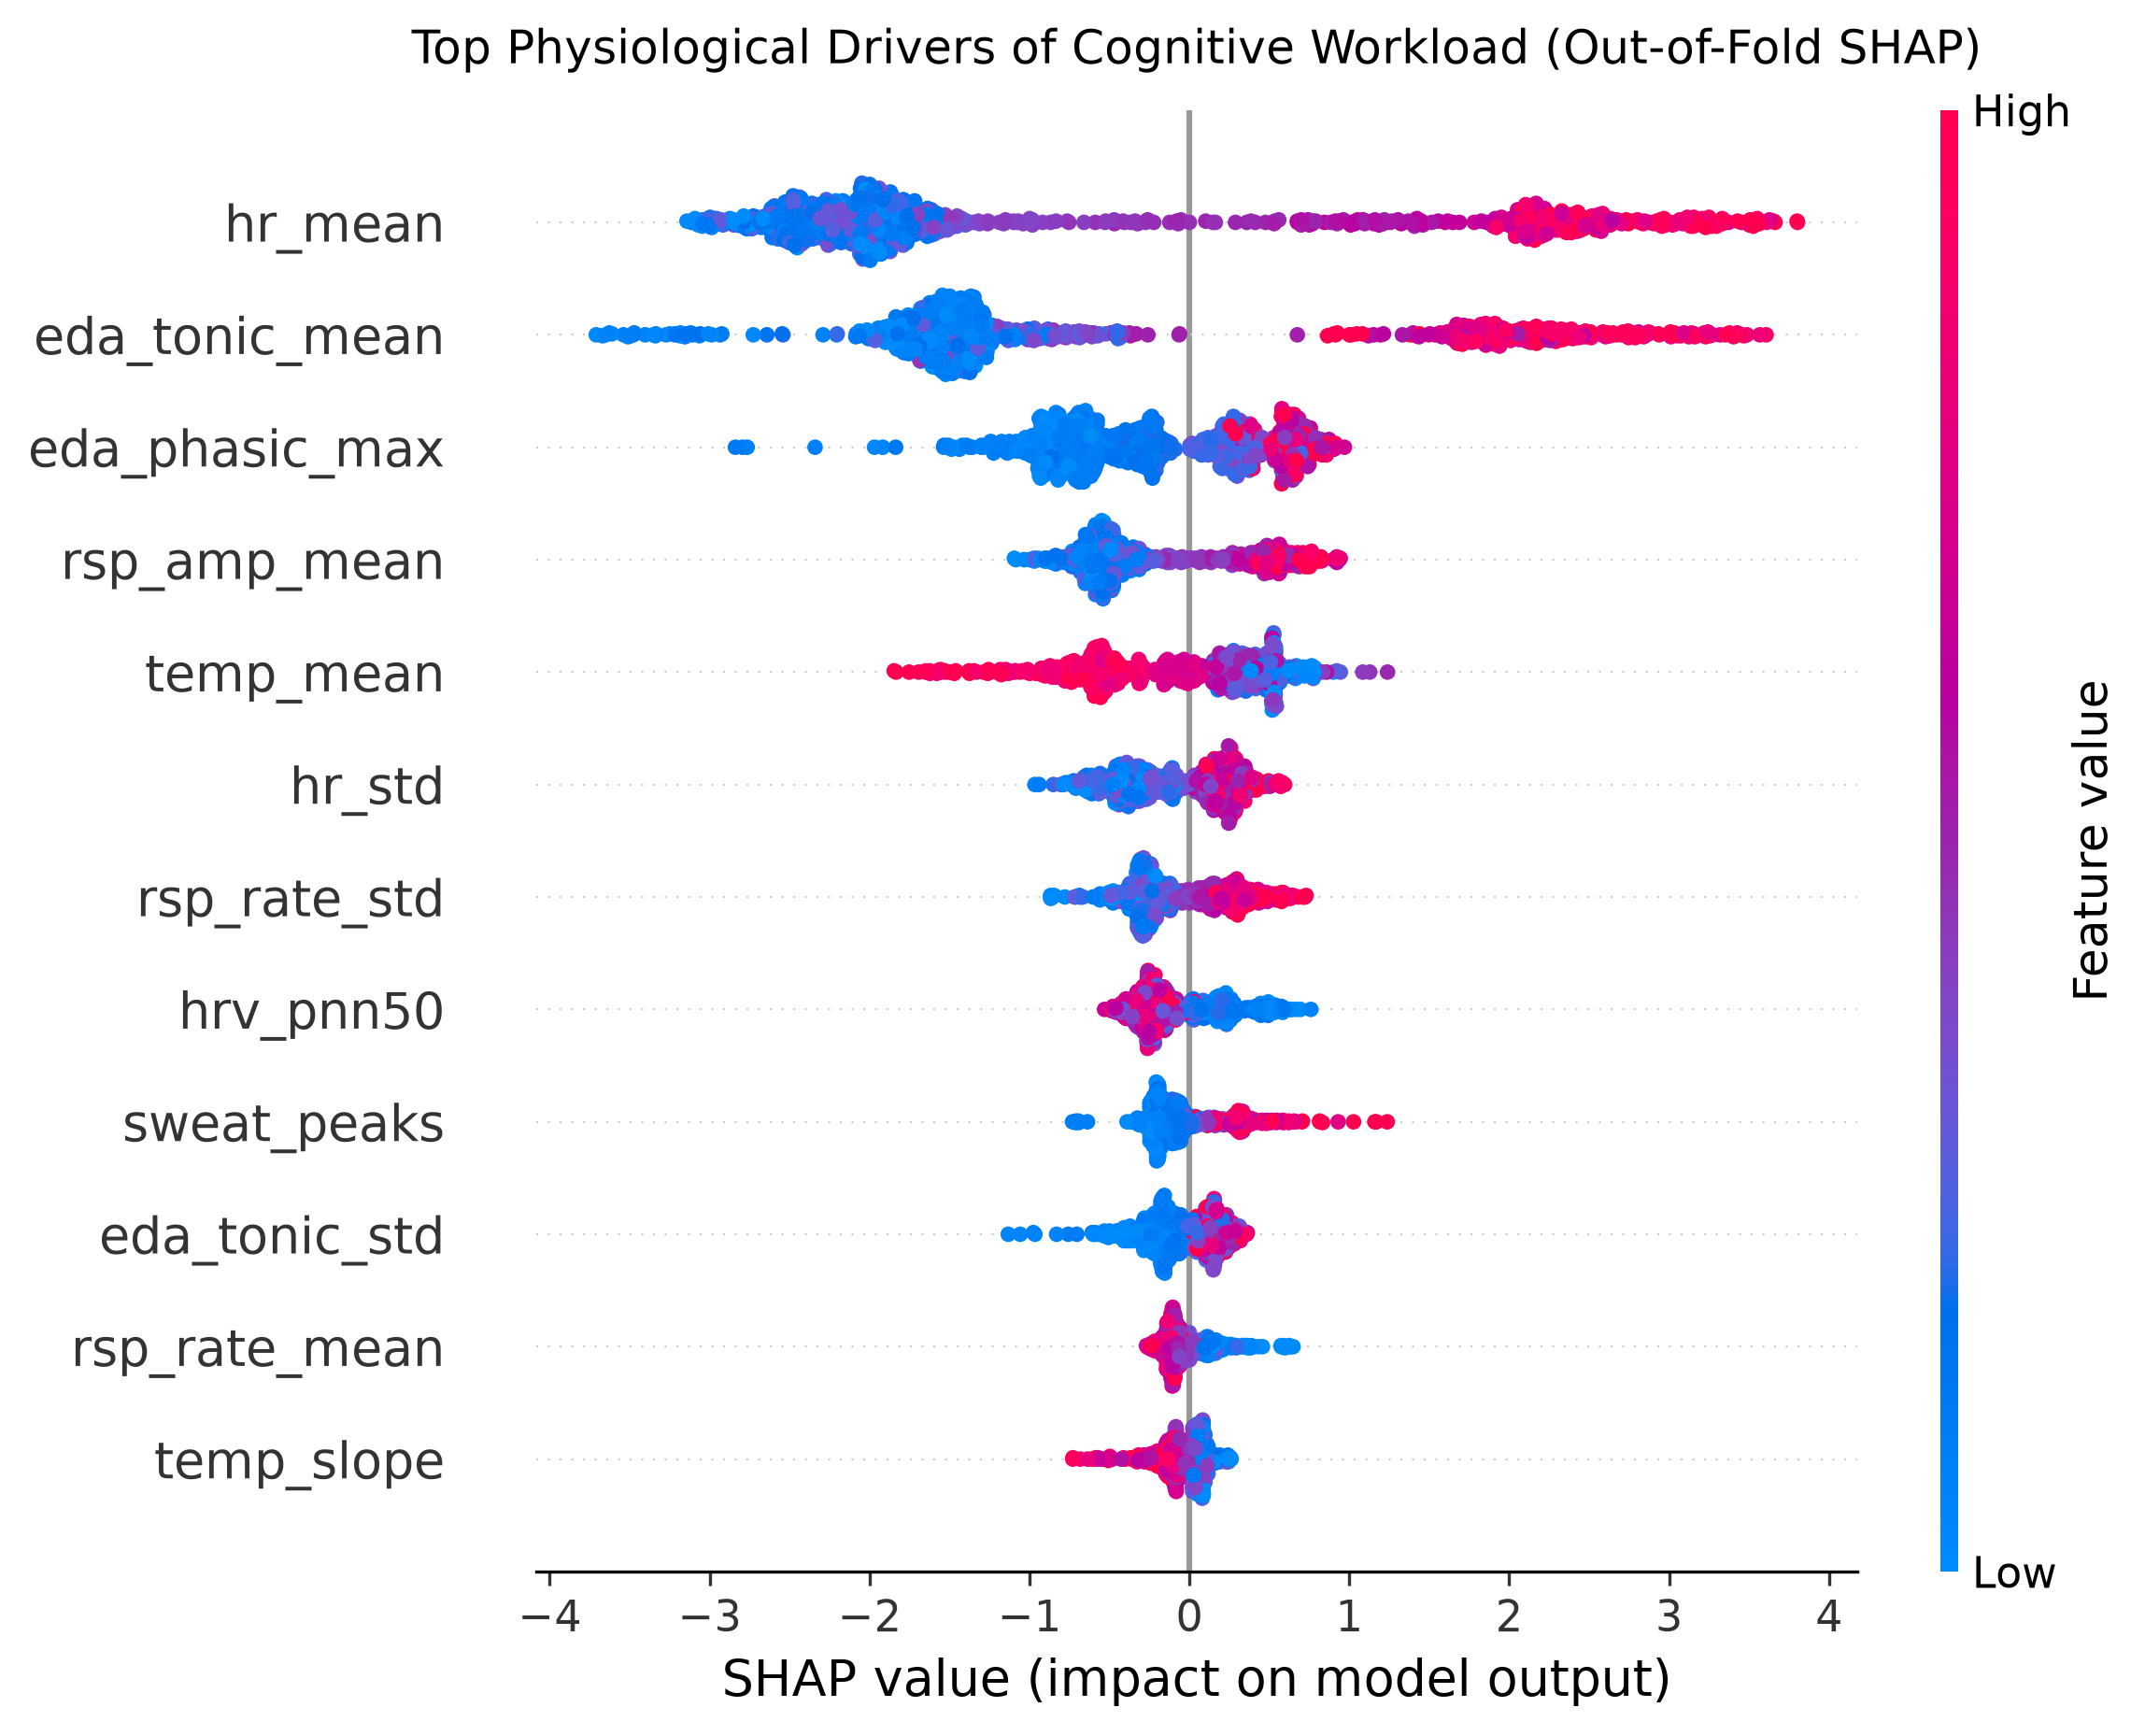 Top Physiological Drivers of Cognitive Workload (Out-of-Fold SHAP)
High
hr_mean
eda_tonic_mean
eda_phasic_max
rsp_amp_mean
temp_mean
hr_std
rsp_rate_std
hrv_pnn50
sweat_peaks
eda_tonic_std
rsp_rate_mean
temp_slope
Feature value
Low
−4 −3 −2 −1 0 1 2 3 4
SHAP value (impact on model output)